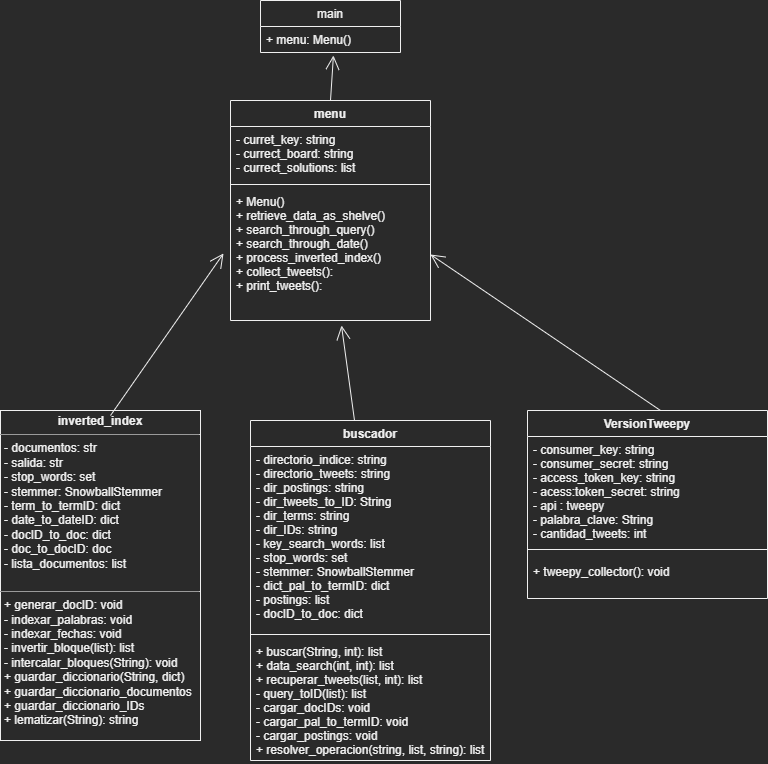 main
+ menu: Menu()
menu
- curret_key: string
- currect_board: string
- currect_solutions: list
+ Menu()
+ retrieve_data_as_shelve()
+ search_through_query()
+ search_through_date()
+ process_inverted_index()
+ collect_tweets():
+ print_tweets():
inverted_index
- documentos: str
- salida: str
- stop_words: set
- stemmer: SnowballStemmer
- term_to_termID: dict
- date_to_dateID: dict
- docID_to_doc: dict
- doc_to_docID: doc
- lista_documentos: list
+ generar_docID: void
- indexar_palabras: void
- indexar_fechas: void
- invertir_bloque(list): list
- intercalar_bloques(String): void
+ guardar_diccionario(String, dict)
+ guardar_diccionario_documentos
+ guardar_diccionario_IDs
+ lematizar(String): string
buscador
- directorio_indice: string
- directorio_tweets: string
- dir_postings: string
- dir_tweets_to_ID: String
- dir_terms: string
- dir_IDs: string
- key_search_words: list
- stop_words: set
- stemmer: SnowballStemmer
- dict_pal_to_termID: dict
- postings: list
- docID_to_doc: dict
+ buscar(String, int): list
+ data_search(int, int): list
+ recuperar_tweets(list, int): list
- query_toID(list): list
- cargar_docIDs: void
- cargar_pal_to_termID: void
- cargar_postings: void
+ resolver_operacion(string, list, string): list
VersionTweepy
- consumer_key: string
- consumer_secret: string
- access_token_key: string
- acess:token_secret: string
- api : tweepy
- palabra_clave: String
- cantidad_tweets: int
+ tweepy_collector(): void